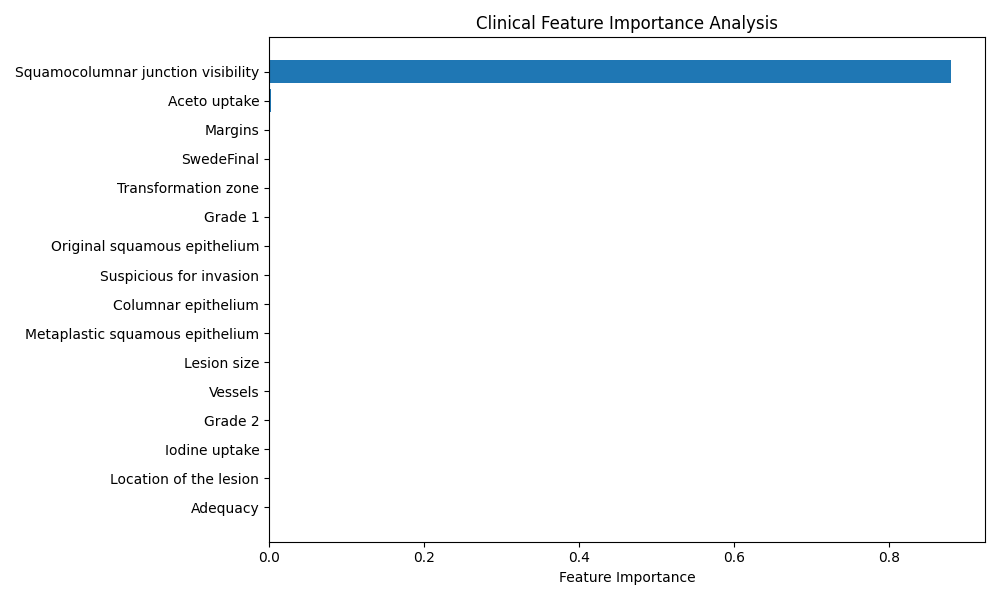 Clinical Feature Importance Analysis
Squamocolumnar junction visibility
Aceto uptake
Margins
SwedeFinal
Transformation zone
Grade 1
Original squamous epithelium
Suspicious for invasion
Columnar epithelium
Metaplastic squamous epithelium
Lesion size
Vessels
Grade 2
Iodine uptake
Location of the lesion
Adequacy
0.0 0.2 0.4 0.6 0.8
Feature Importance